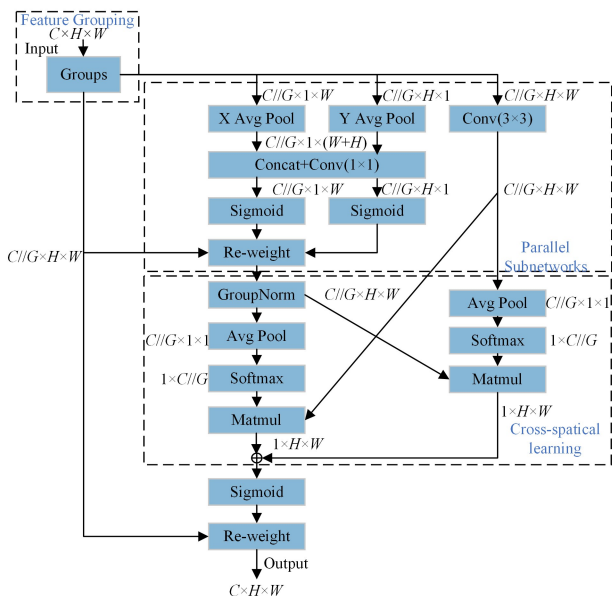 Feature Grouping
C×H×W
Input
Groups
C//G×1×W
C//G×H×1
C//G×H×W
X Avg Pool
Y Avg Pool
Conv(3×3)
C//G×1×(W+H)
Concat+Conv(1×1)
C//G×1×W
C//G×H×1
C//G×H×W
Sigmoid
Sigmoid
C//G×H×W
Re-weight
Parallel
Subnetworks
GroupNorm
C//G×H×W
Avg Pool
C//G×1×1
C//G×1×1
Avg Pool
Softmax
1×C//G
1×C//G
Softmax
Matmul
Matmul
1×H×W
1×H×W
Cross-spatical
learning
Sigmoid
Re-weight
Output
C×H×W